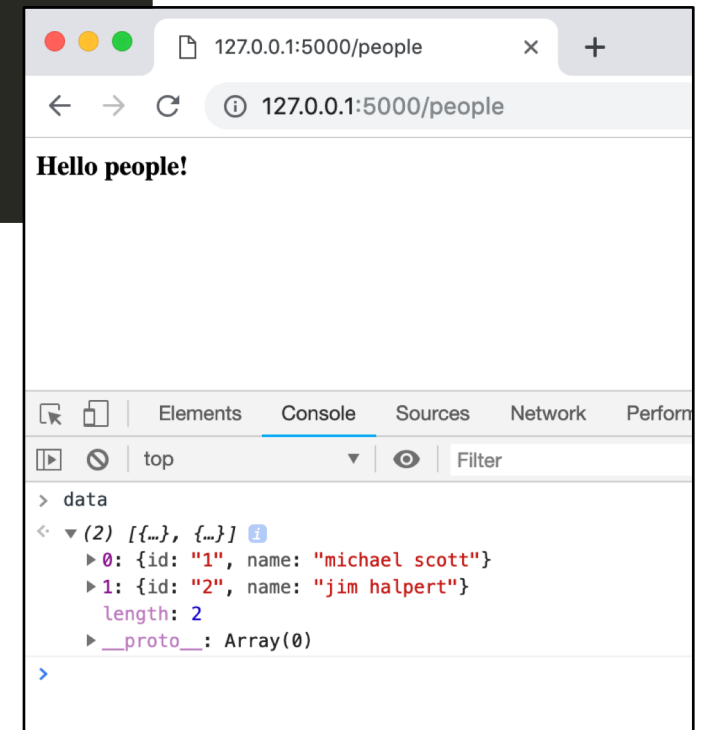 127.0.0.1:5000/people
127.0.0.1:5000/people
Hello people!
Elements Console Sources Network Perform
top Filter
> data
(2) [{…}, {…}] i
0: {id: "1", name: "michael scott"}
1: {id: "2", name: "jim halpert"}
length: 2
__proto__: Array(0)
>